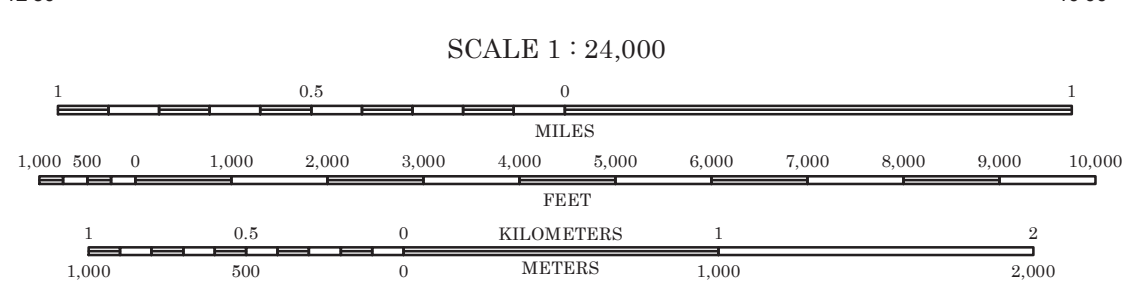 SCALE 1 : 24,000
1 0.5 0 1
MILES
1,000 500 0 1,000 2,000 3,000 4,000 5,000 6,000 7,000 8,000 9,000 10,000
FEET
1 0.5 0 KILOMETERS 1 2
1,000 500 0 METERS 1,000 2,000